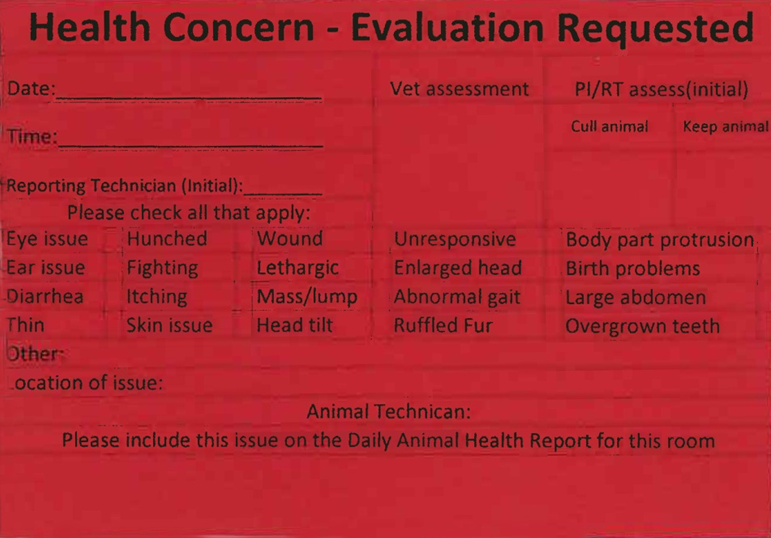 Health Concern - Evaluation Requested
Date:
Vet assessment
PI/RT assess(initial)
Time:
Cull animal
Keep animal
Reporting Technician (Initial):
Please check all that apply:
Eye issue Hunched Wound Unresponsive Body part protrusion
Ear issue Fighting Lethargic Enlarged head Birth problems
Diarrhea Itching Mass/lump Abnormal gait Large abdomen
Thin Skin issue Head tilt Ruffled Fur Overgrown teeth
Other:
ocation of issue:
Animal Technican:
Please include this issue on the Daily Animal Health Report for this room